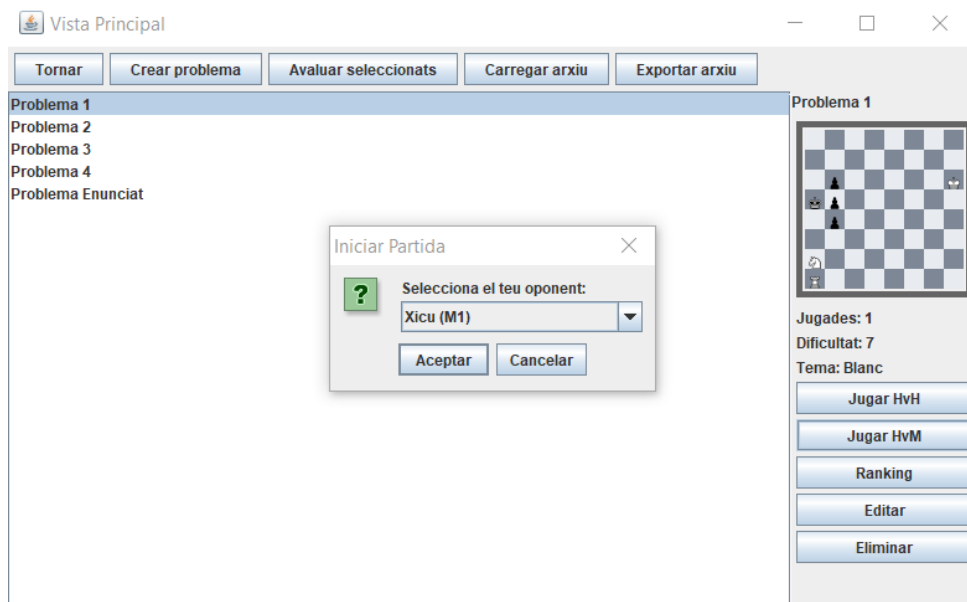 Vista Principal
Tornar
Crear problema
Avaluar seleccionats
Carregar arxiu
Exportar arxiu
Problema 1
Problema 2
Problema 3
Problema 4
Problema Enunciat
Iniciar Partida
?
Selecciona el teu oponent:
Xicu (M1)
Aceptar
Cancelar
Problema 1
Jugades: 1
Dificultat: 7
Tema: Blanc
Jugar HvH
Jugar HvM
Ranking
Editar
Eliminar